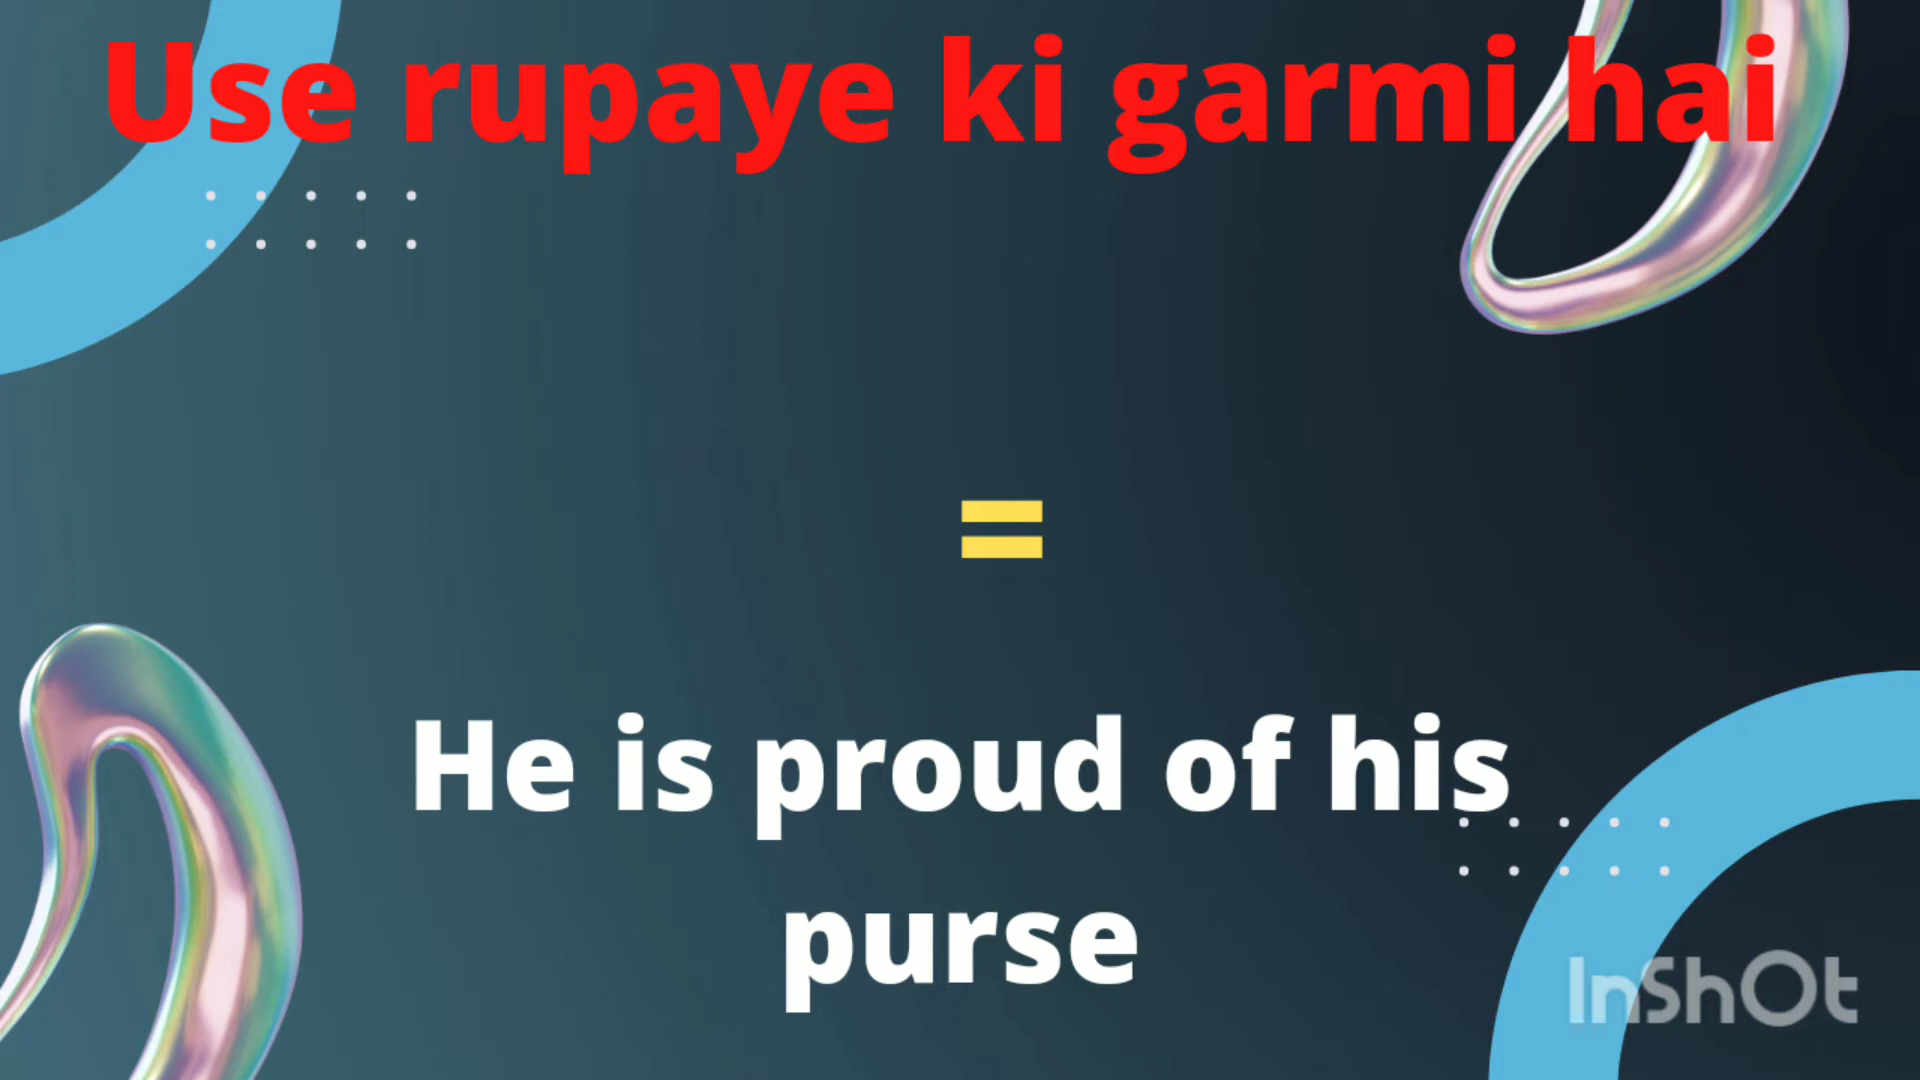 Use rupaye ki garmi hai
=
He is proud of his
purse
InShOt